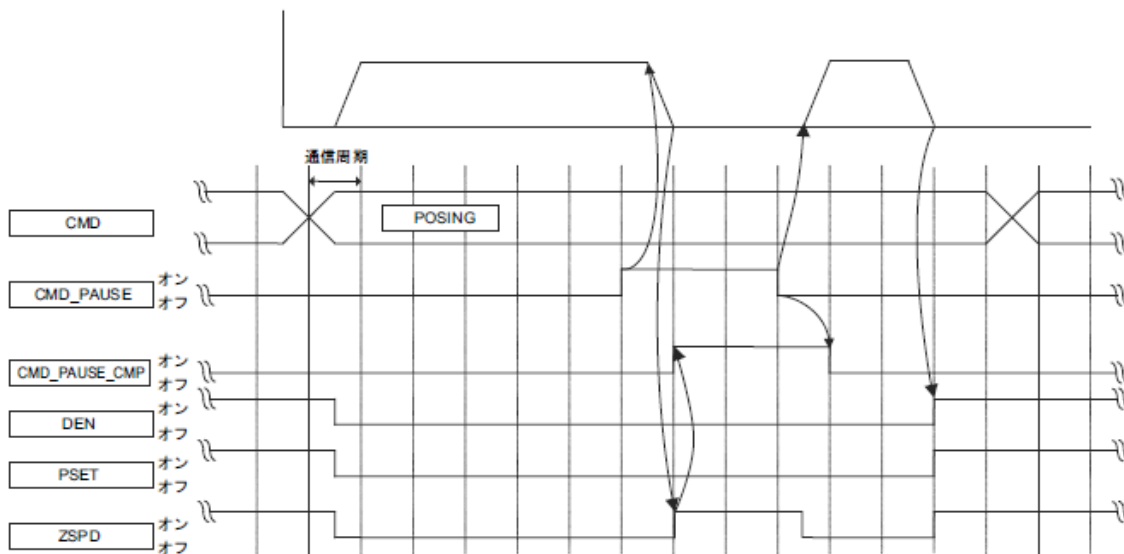 通信周期
CMD
POSING
CMD_PAUSE
オン
オフ
CMD_PAUSE_CMP
オン
オフ
DEN
オン
オフ
PSET
オン
オフ
ZSPD
オン
オフ